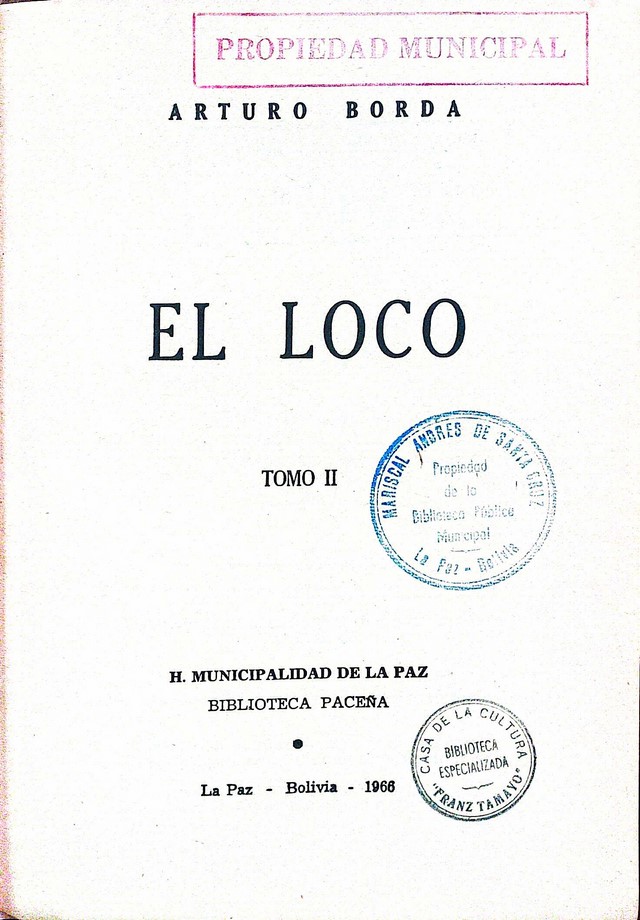 PROPIEDAD MUNICIPAL
ARTURO BORDA
EL LOCO
TOMO II
MARISCAL ANDRES DE SANTA CRUZ
Propiedad
de la
Biblioteca Pública
Municipal
La Paz - Bolivia
H. MUNICIPALIDAD DE LA PAZ
BIBLIOTECA PACEÑA
La Paz - Bolivia - 1966
CASA DE LA CULTURA
BIBLIOTECA
ESPECIALIZADA
"FRANZ TAMAYO"